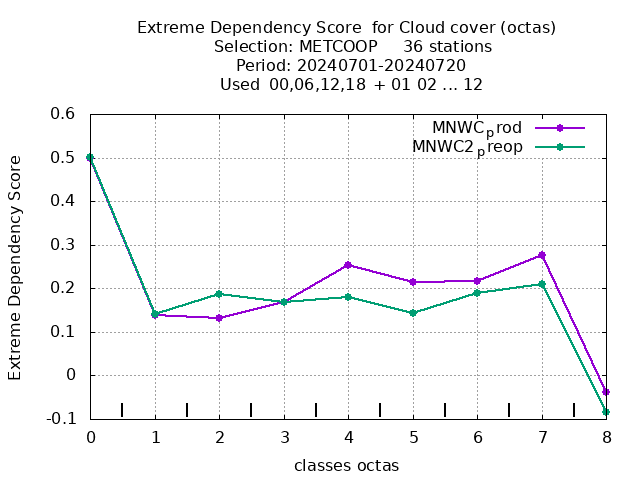 Extreme Dependency Score  for Cloud cover (octas)
Selection: METCOOP     36 stations
Period: 20240701-20240720
Used  00,06,12,18  + 01 02 ... 12
MNWCprod
MNWC2preop
Extreme Dependency Score
0.6
0.5
0.4
0.3
0.2
0.1
0
-0.1
0 1 2 3 4 5 6 7 8
classes octas